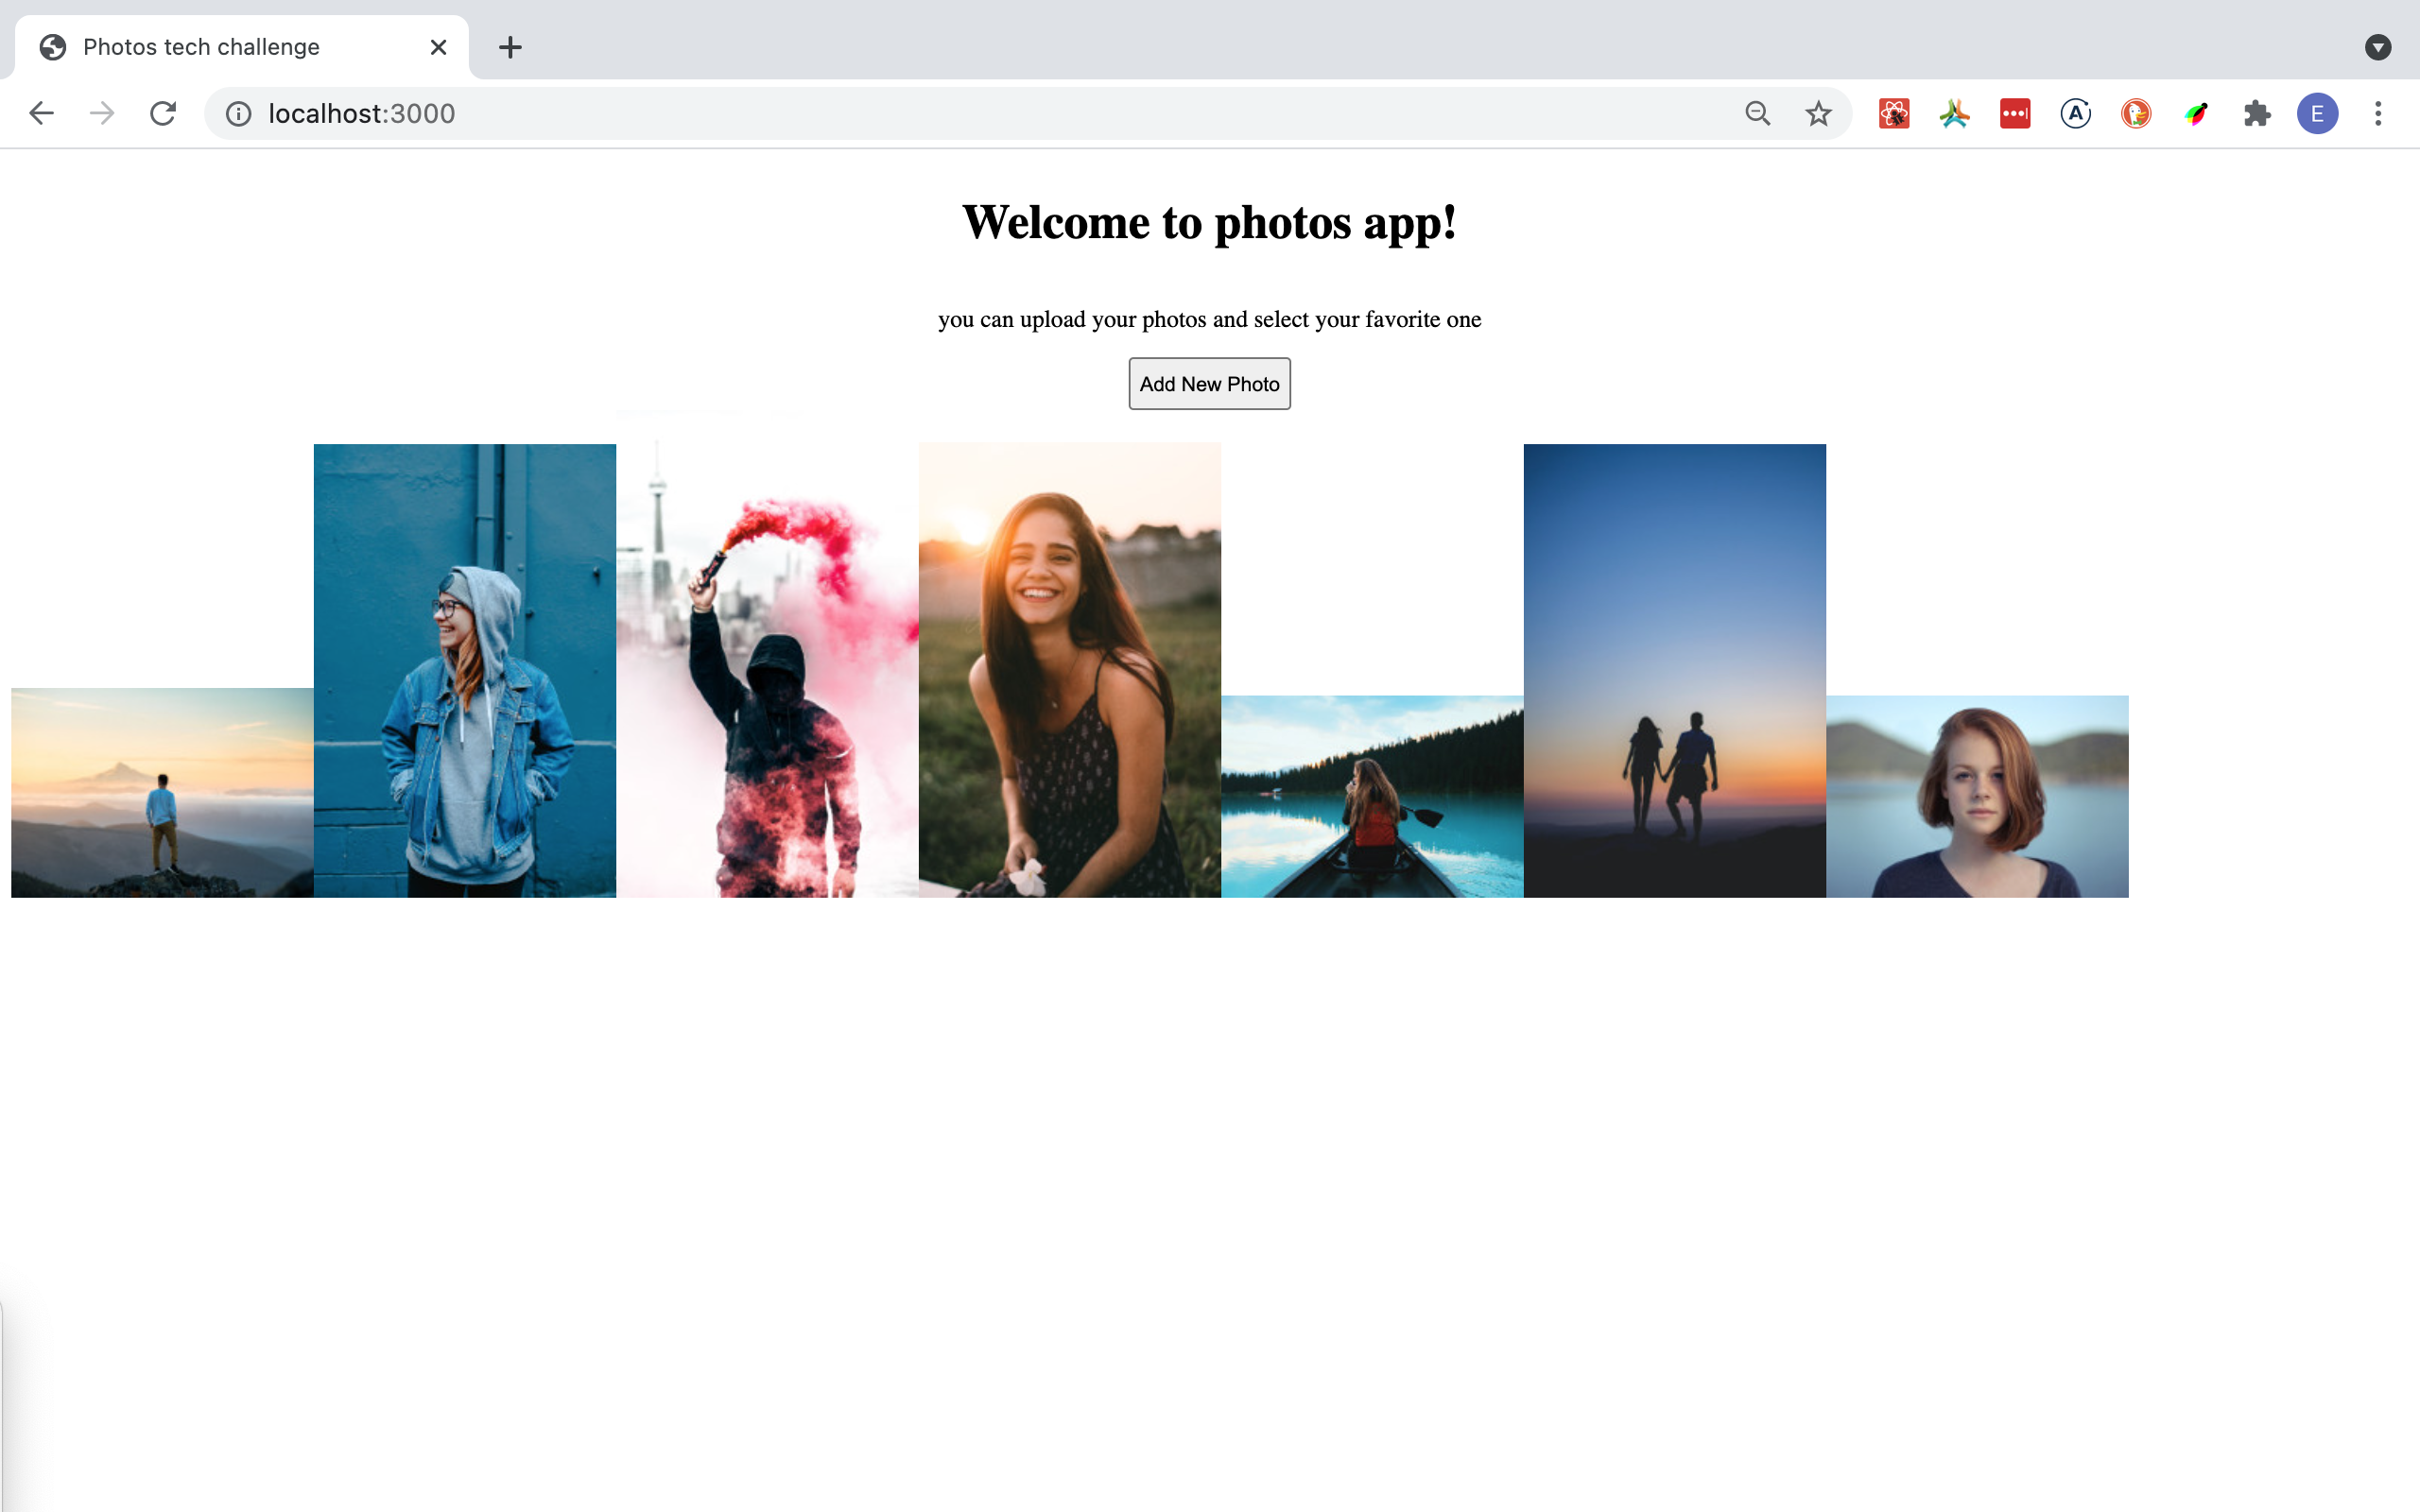 Photos tech challenge
localhost:3000
A
E
Welcome to photos app!
you can upload your photos and select your favorite one
Add New Photo